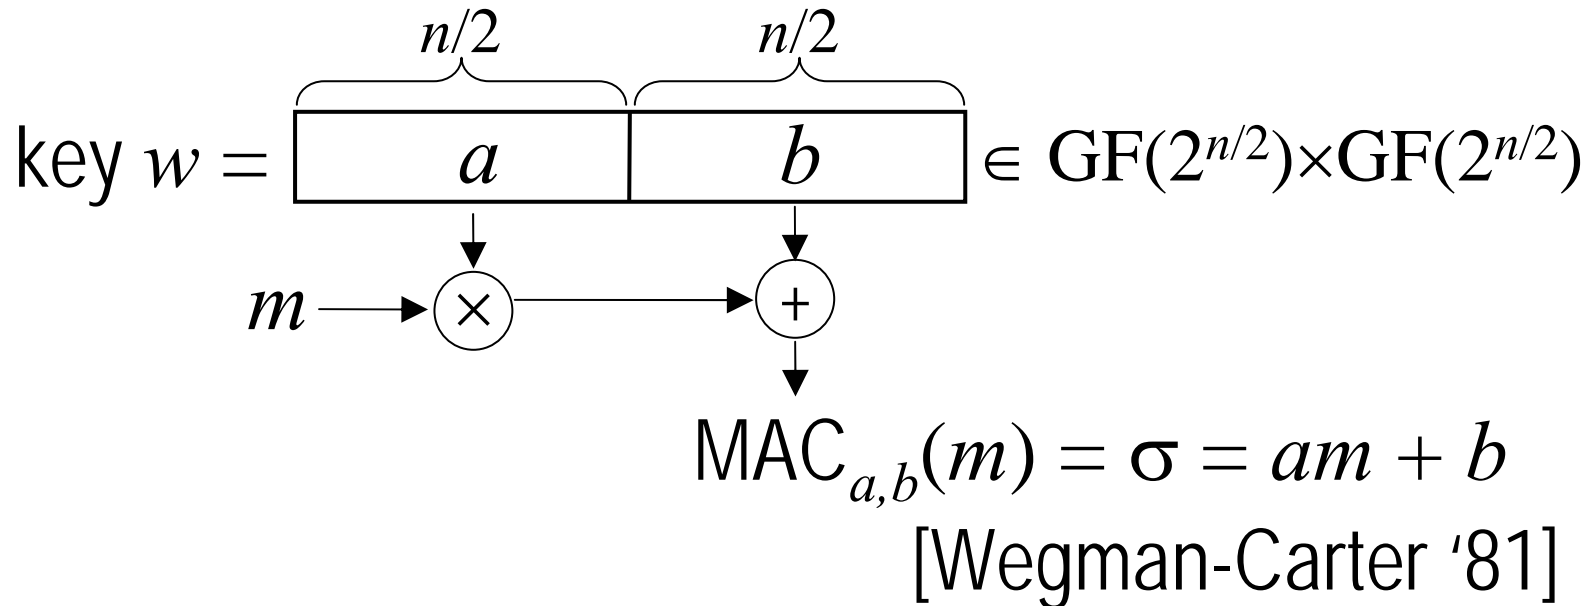 n/2 n/2
key w = a b ∈ GF(2^{n/2})×GF(2^{n/2})
m × +
MAC_{a,b}(m) = σ = am + b
[Wegman-Carter ‘81]